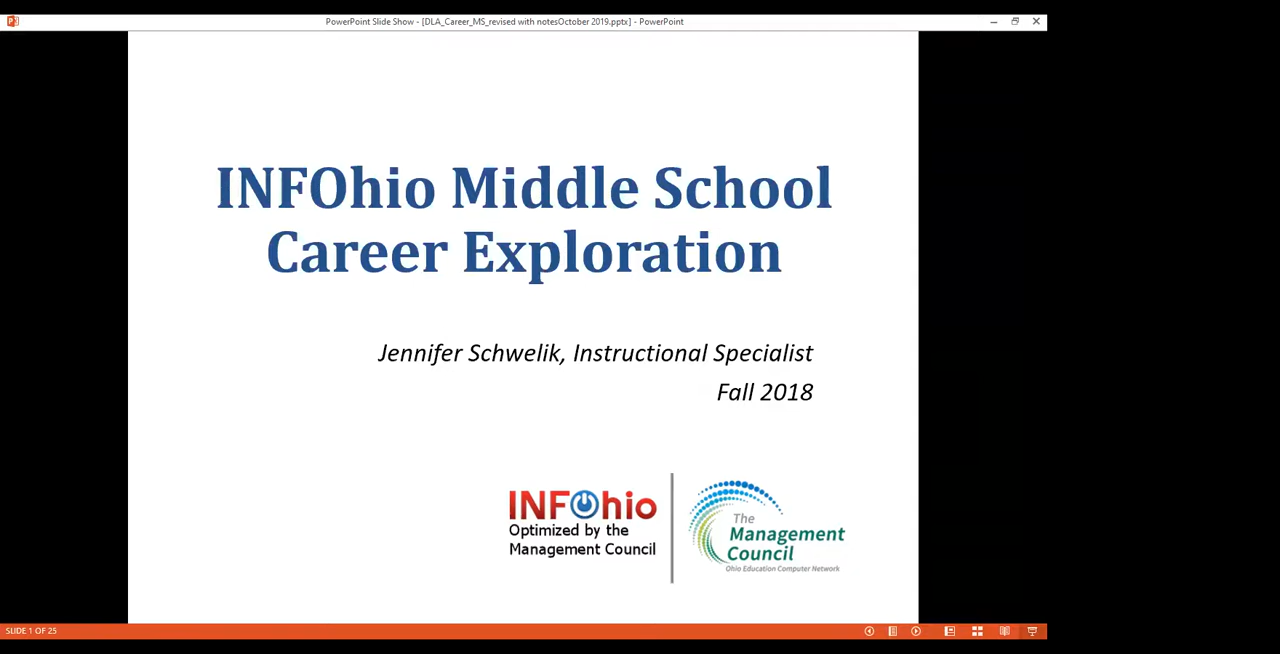 PowerPoint Slide Show - [DLA_Career_MS_revised with notesOctober 2019.pptx] - PowerPoint
INFOhio Middle School
Career Exploration
Jennifer Schwelik, Instructional Specialist
Fall 2018
INFOhio
Optimized by the
Management Council
The
Management
Council
Ohio Education Computer Network
SLIDE 1 OF 25